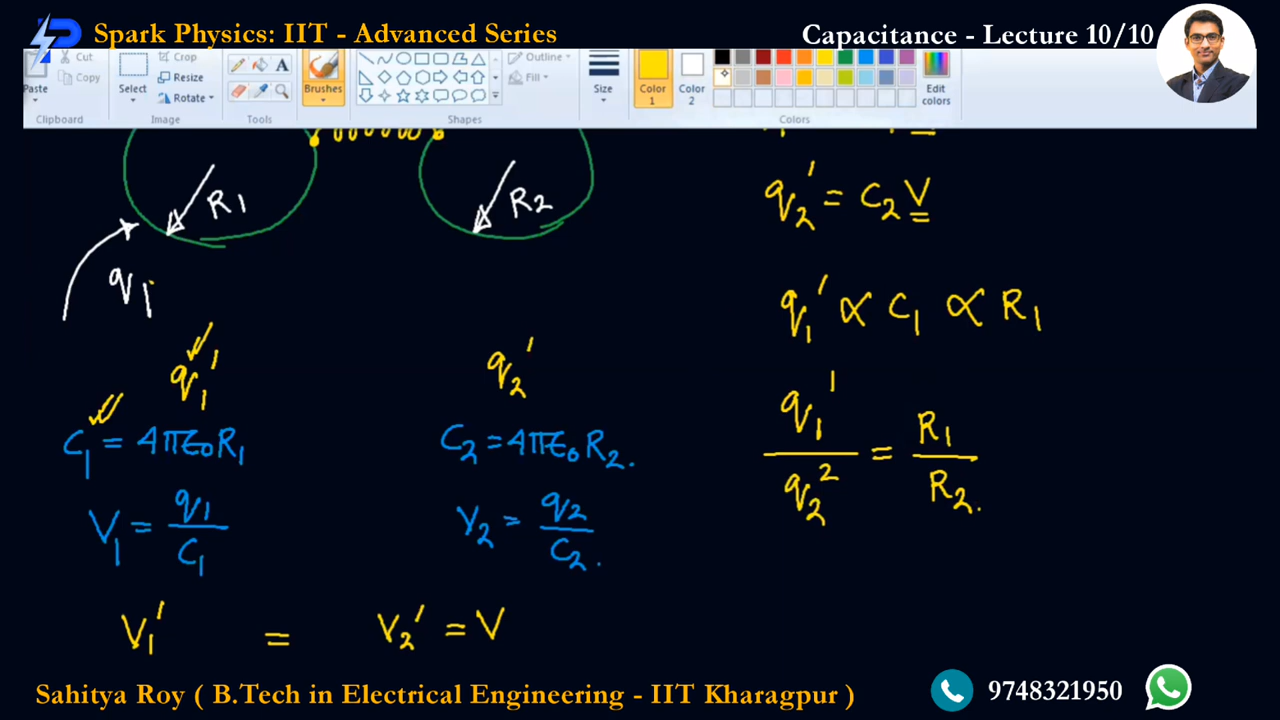 Spark Physics: IIT - Advanced Series
Capacitance - Lecture 10/10
Paste
Cut
Copy
Clipboard
Select
Crop
Resize
Rotate
Image
A
Tools
Brushes
Shapes
Outline
Fill
Size
Color 1
Color 2
Edit colors
Colors
R1
R2
q1
q1'
q2'
C1 = 4πε0R1
C2 = 4πε0R2.
V1 = q1/C1
V2 = q2/C2.
V1' = V2' = V
q2' = C2 V
q1' ∝ C1 ∝ R1
q1'/q2² = R1/R2.
Sahitya Roy ( B.Tech in Electrical Engineering - IIT Kharagpur )
9748321950